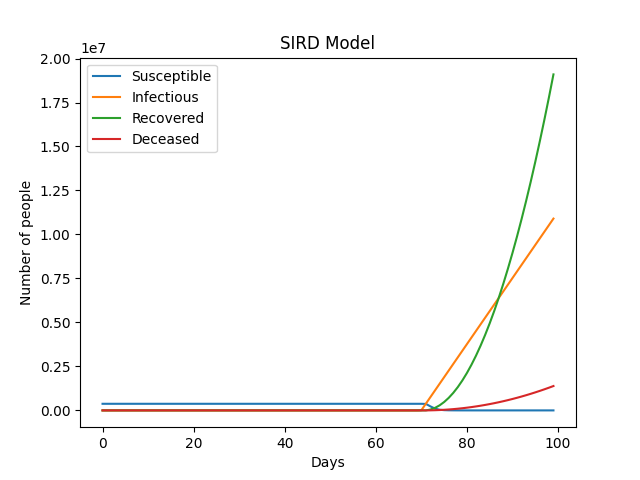 SIRD Model
1e7
Susceptible
Infectious
Recovered
Deceased
2.00
1.75
1.50
1.25
1.00
0.75
0.50
0.25
0.00
Number of people
0 20 40 60 80 100
Days